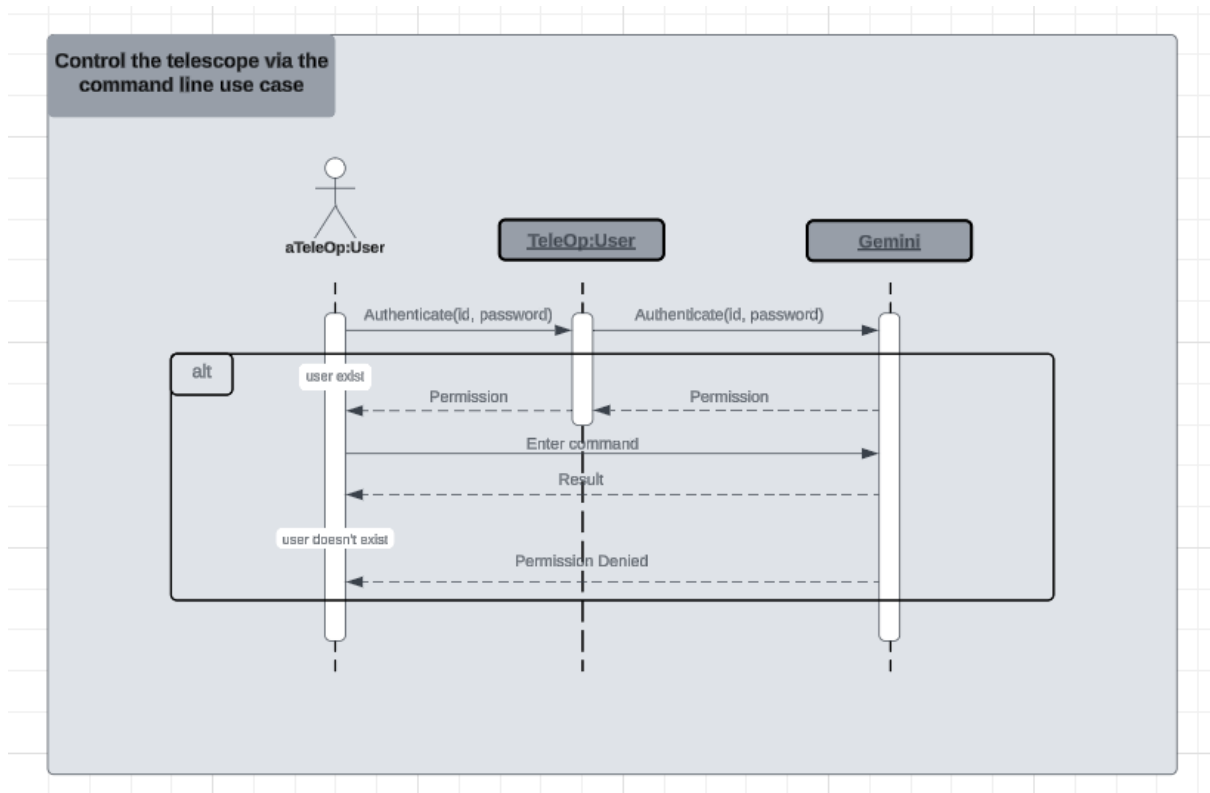 Control the telescope via the
command line use case
aTeleOp:User
TeleOp:User
Gemini
Authenticate(id, password)
Authenticate(id, password)
alt
user exist
Permission
Permission
Enter command
Result
user doesn't exist
Permission Denied